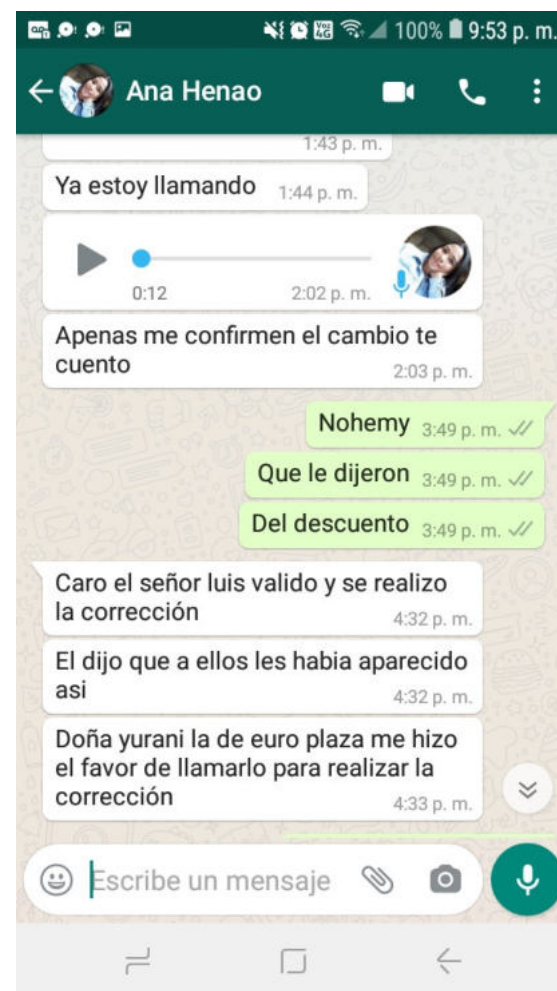 100% 9:53 p. m.
Ana Henao
1:43 p. m.
Ya estoy llamando 1:44 p. m.
0:12 2:02 p. m.
Apenas me confirmen el cambio te
cuento 2:03 p. m.
Nohemy 3:49 p. m.
Que le dijeron 3:49 p. m.
Del descuento 3:49 p. m.
Caro el señor luis valido y se realizo
la corrección 4:32 p. m.
El dijo que a ellos les habia aparecido
asi 4:32 p. m.
Doña yurani la de euro plaza me hizo
el favor de llamarlo para realizar la
corrección 4:33 p. m.
Escribe un mensaje